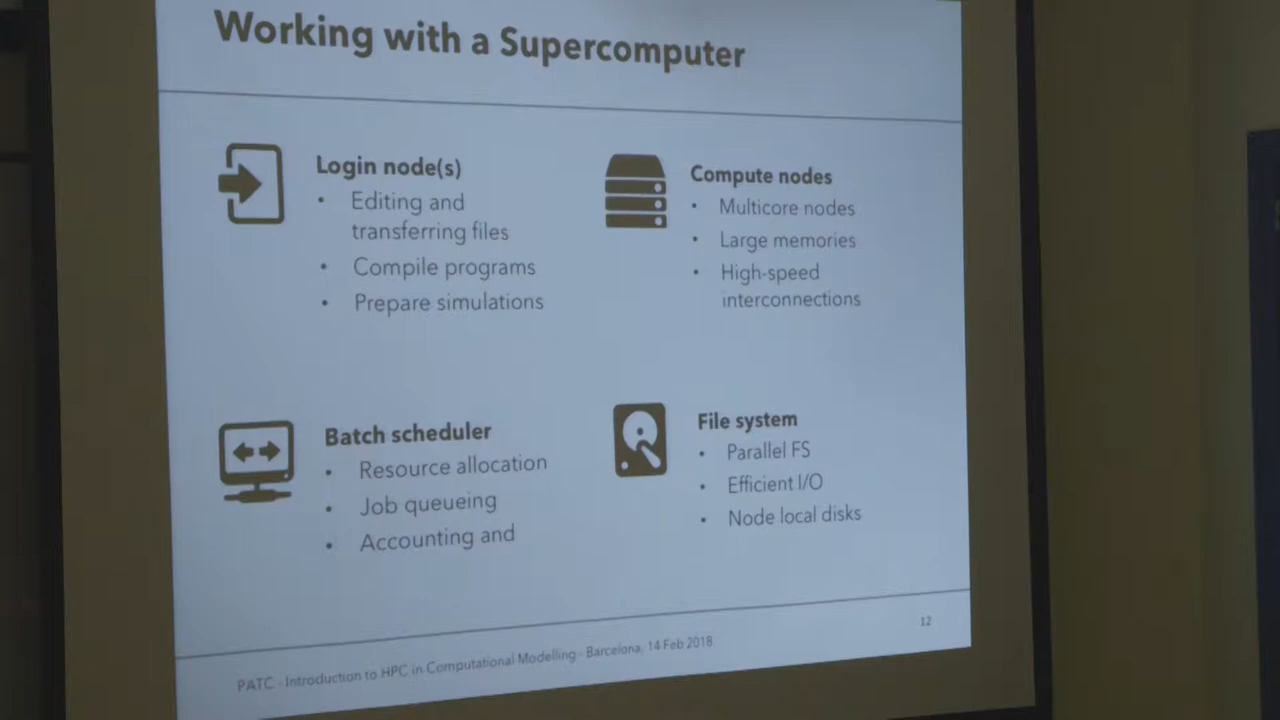 Working with a Supercomputer
Login node(s)
• Editing and
transferring files
• Compile programs
• Prepare simulations
Compute nodes
• Multicore nodes
• Large memories
• High-speed
interconnections
Batch scheduler
• Resource allocation
• Job queueing
• Accounting and
File system
• Parallel FS
• Efficient I/O
• Node local disks
12
PATC - Introduction to HPC in Computational Modelling - Barcelona, 14 Feb 2018